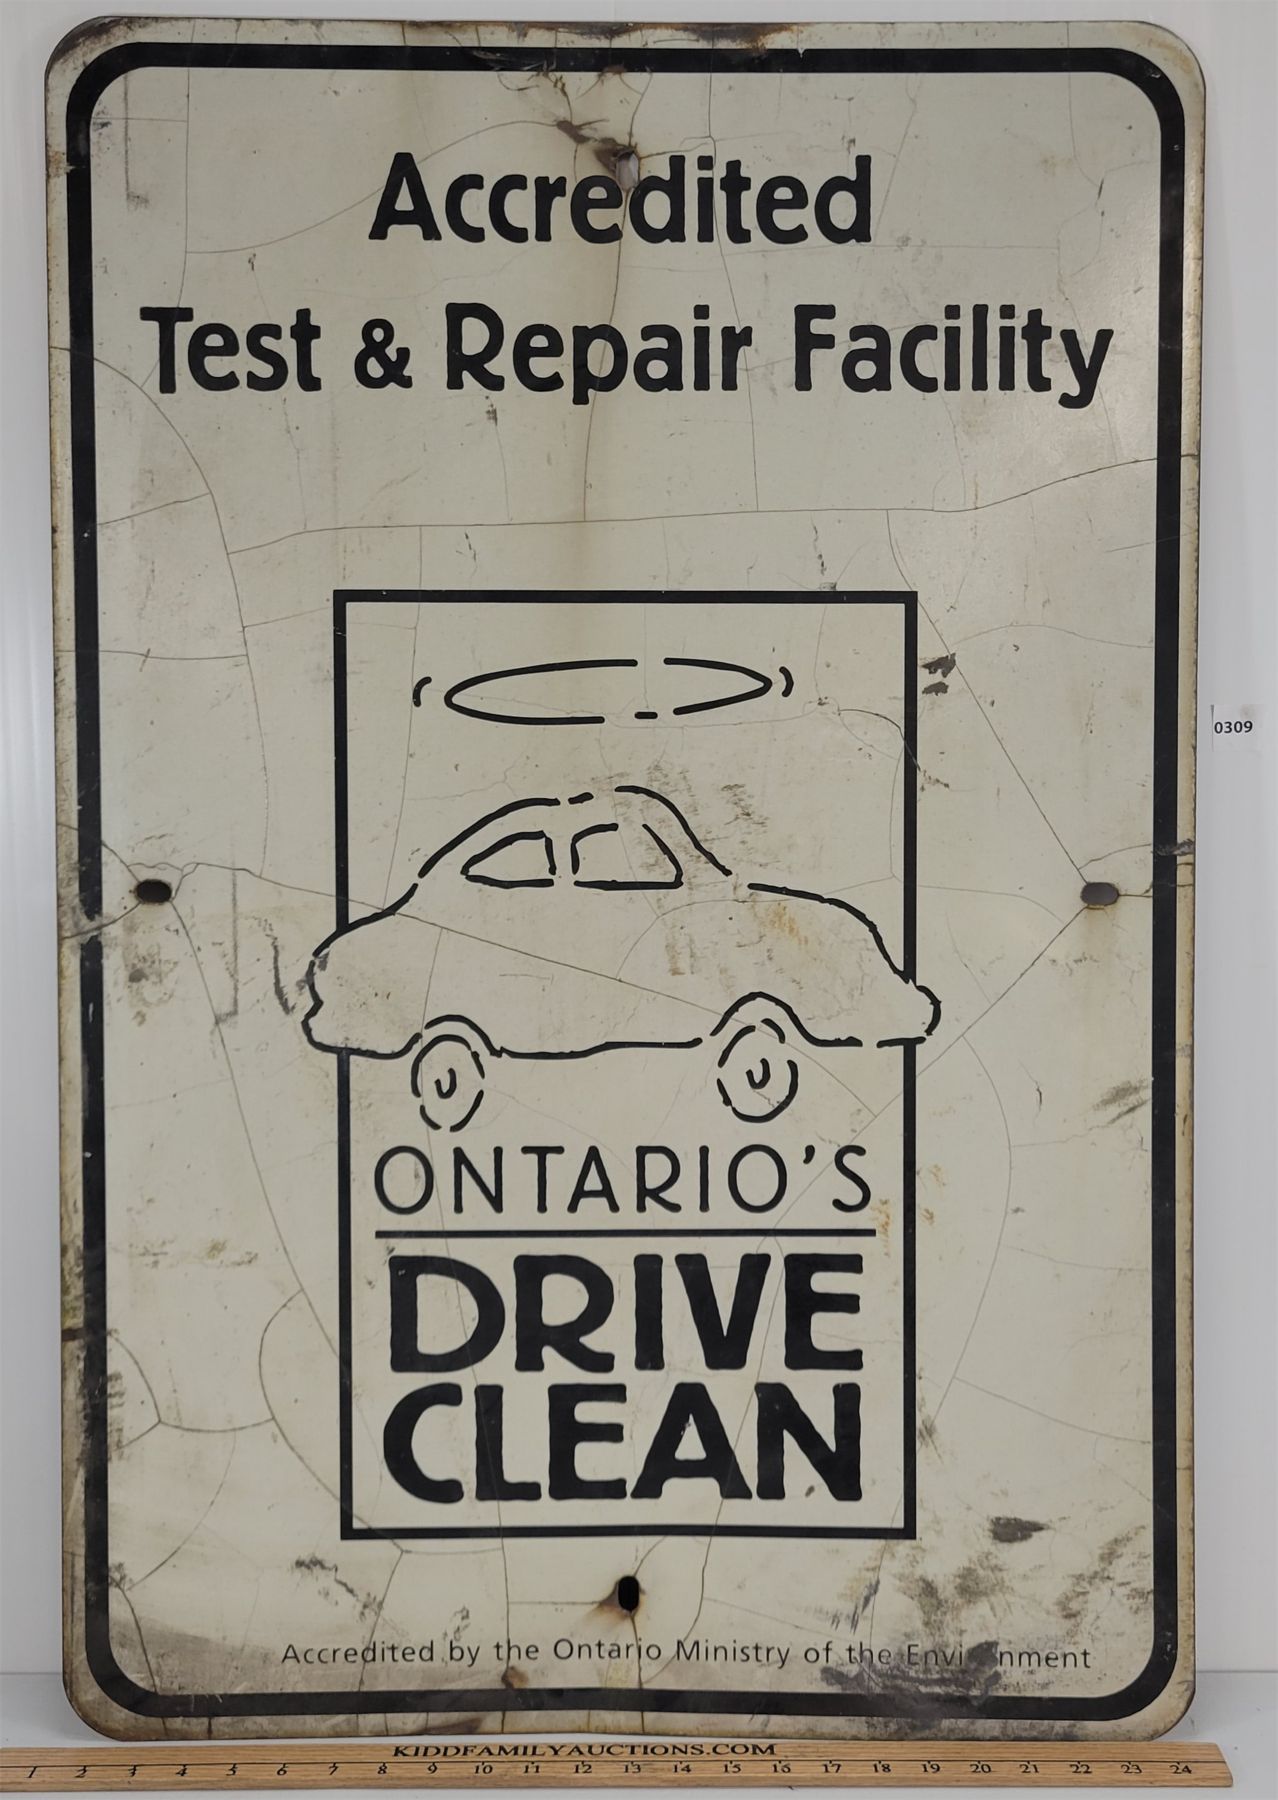 Accredited
Test & Repair Facility
ONTARIO'S
DRIVE
CLEAN
Accredited by the Ontario Ministry of the
0309
KIDDFAMILYAUCTIONS.COM
1 2 3 4 5 6 7 8 9 10 11 12 13 14 15 16 17 18 19 20 21 22 23 24